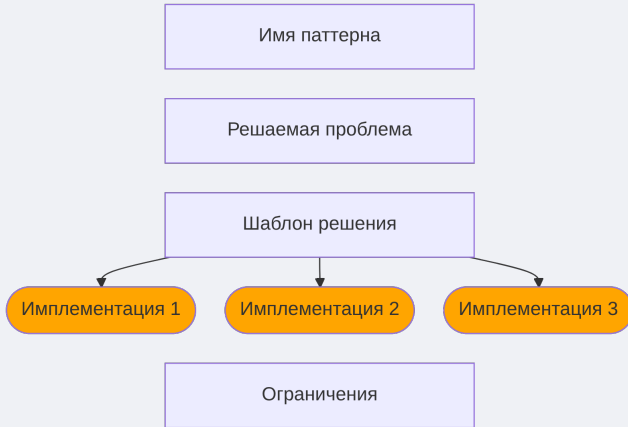 Имя паттерна
Решаемая проблема
Шаблон решения
Имплементация 1
Имплементация 2
Имплементация 3
Ограничения